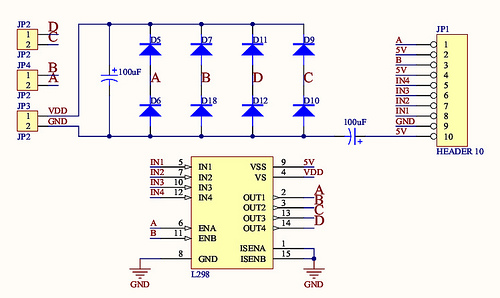 JP2
1 D
2 C
JP4
1 B
2 A
JP2
JP3
1 VDD
2 GND
JP2
100uF
D5 D7 D11 D9
A B D C
D6 D18 D12 D10
100uF
JP1
A 1
5V 2
B 3
5V 4
IN4 5
IN3 6
IN2 7
IN1 8
GND 9
5V 10
HEADER 10
IN1 5 IN1 VSS 9 5V
IN2 7 IN2 VS 4 VDD
IN3 10 IN3
IN4 12 IN4 OUT1 2 A
OUT2 3 B
OUT3 13 C
A 6 ENA OUT4 14 D
B 11 ENB
ISENA 1
8 GND ISENB 15
L298
GND
GND